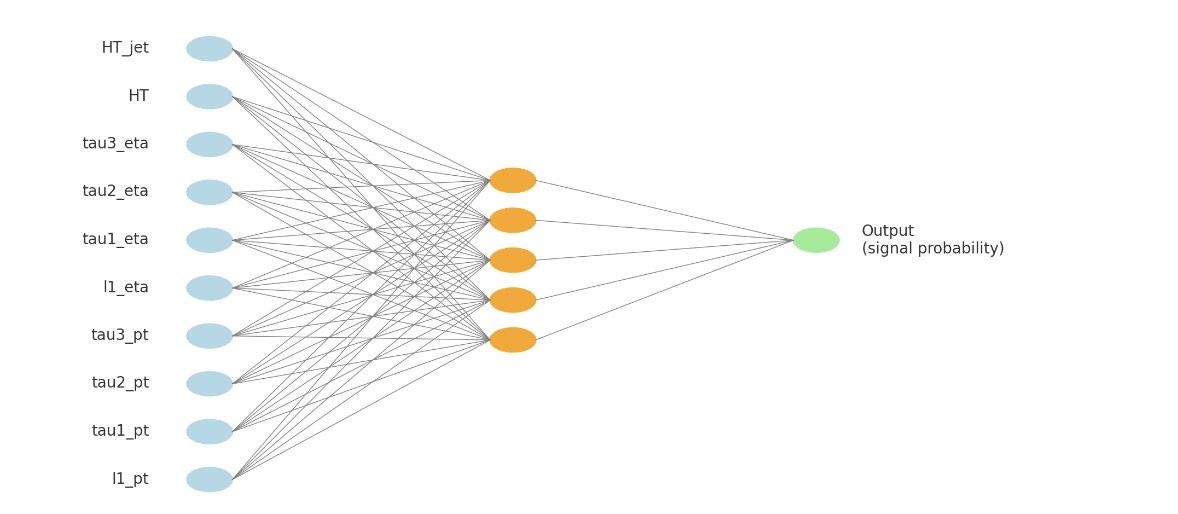 HT_jet
HT
tau3_eta
tau2_eta
tau1_eta
l1_eta
tau3_pt
tau2_pt
tau1_pt
l1_pt
Output
(signal probability)